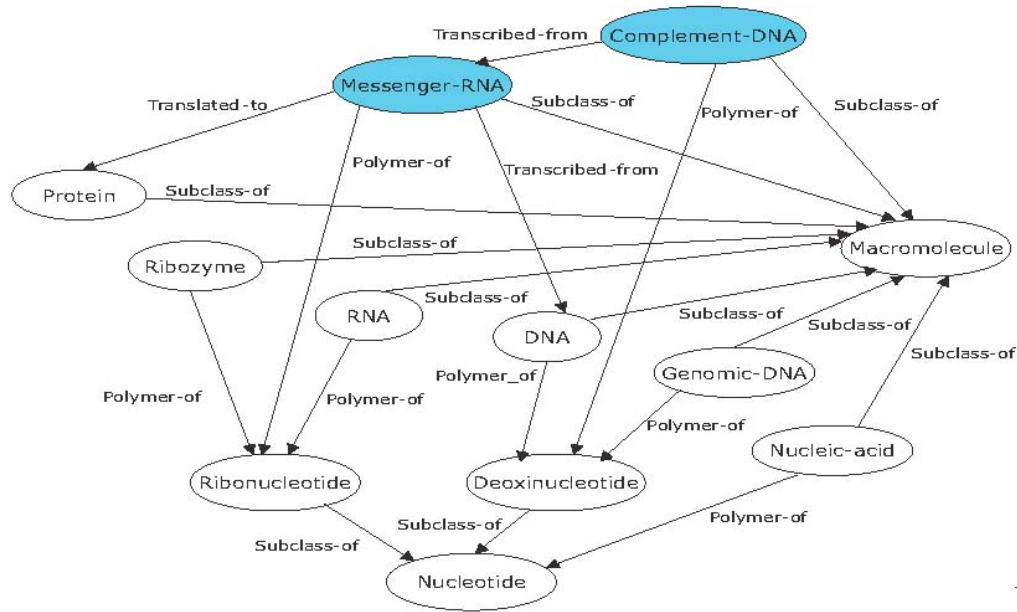 Complement-DNA
Transcribed-from
Messenger-RNA
Translated-to
Subclass-of
Subclass-of
Polymer-of
Polymer-of
Transcribed-from
Protein
Subclass-of
Macromolecule
Ribozyme
Subclass-of
Subclass-of
RNA
DNA
Subclass-of
Subclass-of
Subclass-of
Genomic-DNA
Polymer_of
Polymer-of
Polymer-of
Polymer-of
Nucleic-acid
Ribonucleotide
Deoxinucleotide
Polymer-of
Subclass-of
Subclass-of
Nucleotide